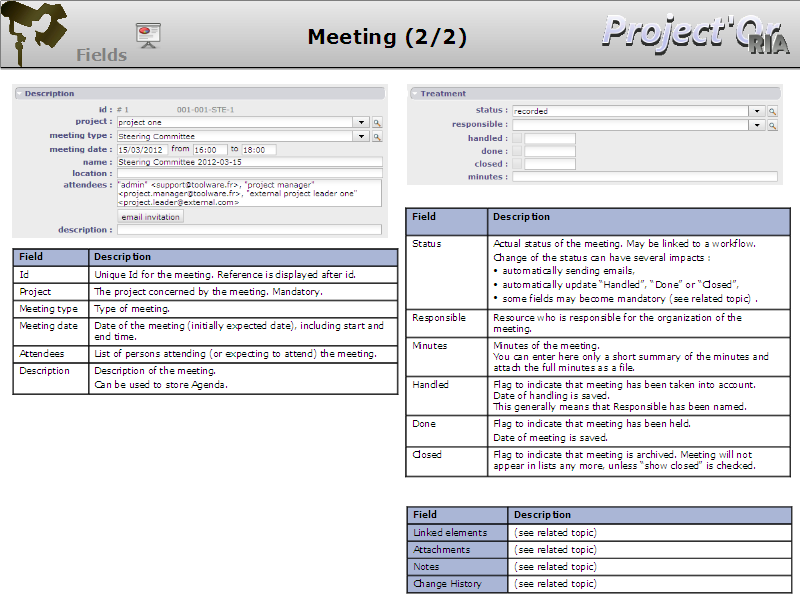 Meeting (2/2)
Fields
Project'Or
RIA
Description
id : # 1 001-001-STE-1
project : project one
meeting type : Steering Committee
meeting date : 15/03/2012 from 16:00 to 18:00
name : Steering Committee 2012-03-15
location :
attendees : "admin" <support@toolware.fr>, "project manager"
<project.manager@toolware.fr>, "external project leader one"
<project.leader@external.com>
email invitation
description :
Field Description
Id Unique Id for the meeting. Reference is displayed after id.
Project The project concerned by the meeting. Mandatory.
Meeting type Type of meeting.
Meeting date Date of the meeting (initially expected date), including start and
end time.
Attendees List of persons attending (or expecting to attend) the meeting.
Description Description of the meeting.
Can be used to store Agenda.
Treatment
status : recorded
responsible :
handled :
done :
closed :
minutes :
Field Description
Status Actual status of the meeting. May be linked to a workflow.
Change of the status can have several impacts :
• automatically sending emails,
• automatically update “Handled”, “Done” or “Closed”,
• some fields may become mandatory (see related topic) .
Responsible Resource who is responsible for the organization of the
meeting.
Minutes Minutes of the meeting.
You can enter here only a short summary of the minutes and
attach the full minutes as a file.
Handled Flag to indicate that meeting has been taken into account.
Date of handling is saved.
This generally means that Responsible has been named.
Done Flag to indicate that meeting has been held.
Date of meeting is saved.
Closed Flag to indicate that meeting is archived. Meeting will not
appear in lists any more, unless “show closed” is checked.
Field Description
Linked elements (see related topic)
Attachments (see related topic)
Notes (see related topic)
Change History (see related topic)